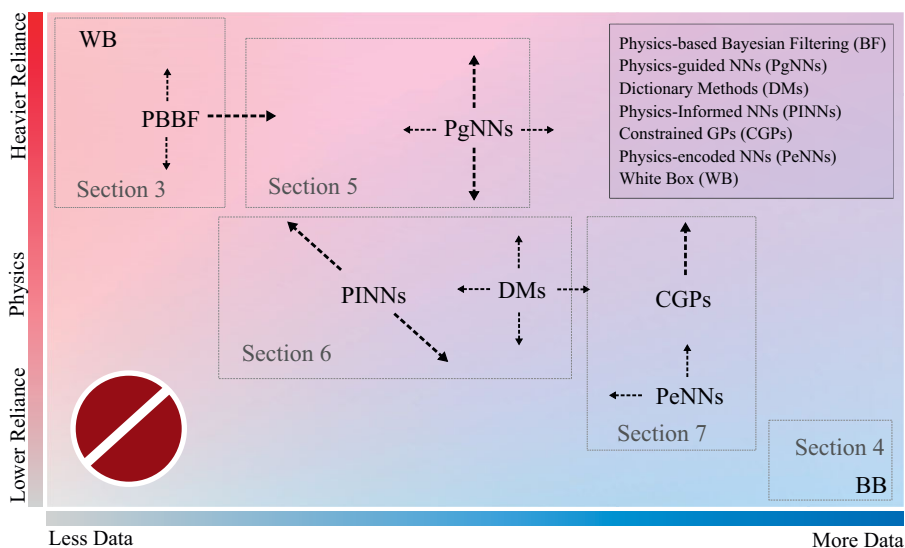 Heavier Reliance
Physics
Lower Reliance
WB
PBBF
Section 3
PgNNs
Section 5
Physics-based Bayesian Filtering (BF)
Physics-guided NNs (PgNNs)
Dictionary Methods (DMs)
Physics-Informed NNs (PINNs)
Constrained GPs (CGPs)
Physics-encoded NNs (PeNNs)
White Box (WB)
PINNs
DMs
Section 6
CGPs
PeNNs
Section 7
Section 4
BB
Less Data
More Data